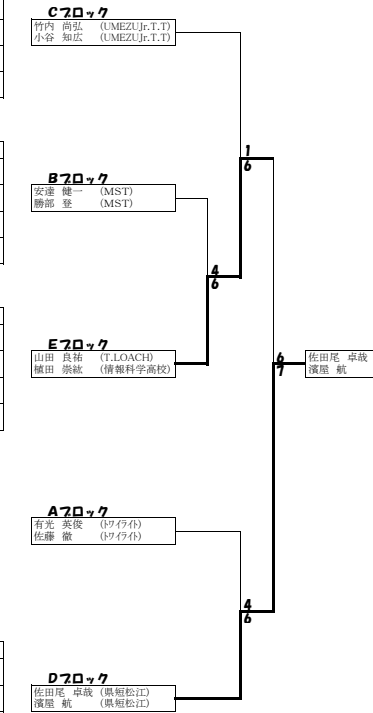 Cブロック
竹内 尚弘 (UMEZUJr.T.T)
小谷 知広 (UMEZUJr.T.T)
1
6
Bブロック
安達 健一 (MST)
勝部 登 (MST)
4
6
Eブロック
山田 良祐 (T.LOACH)
植田 崇紘 (情報科学高校)
6
7
佐田尾 卓哉
濱屋 航
Aブロック
有光 英俊 (ﾄﾜｲﾗｲﾄ)
佐藤 徹 (ﾄﾜｲﾗｲﾄ)
4
6
Dブロック
佐田尾 卓哉 (県短松江)
濱屋 航 (県短松江)